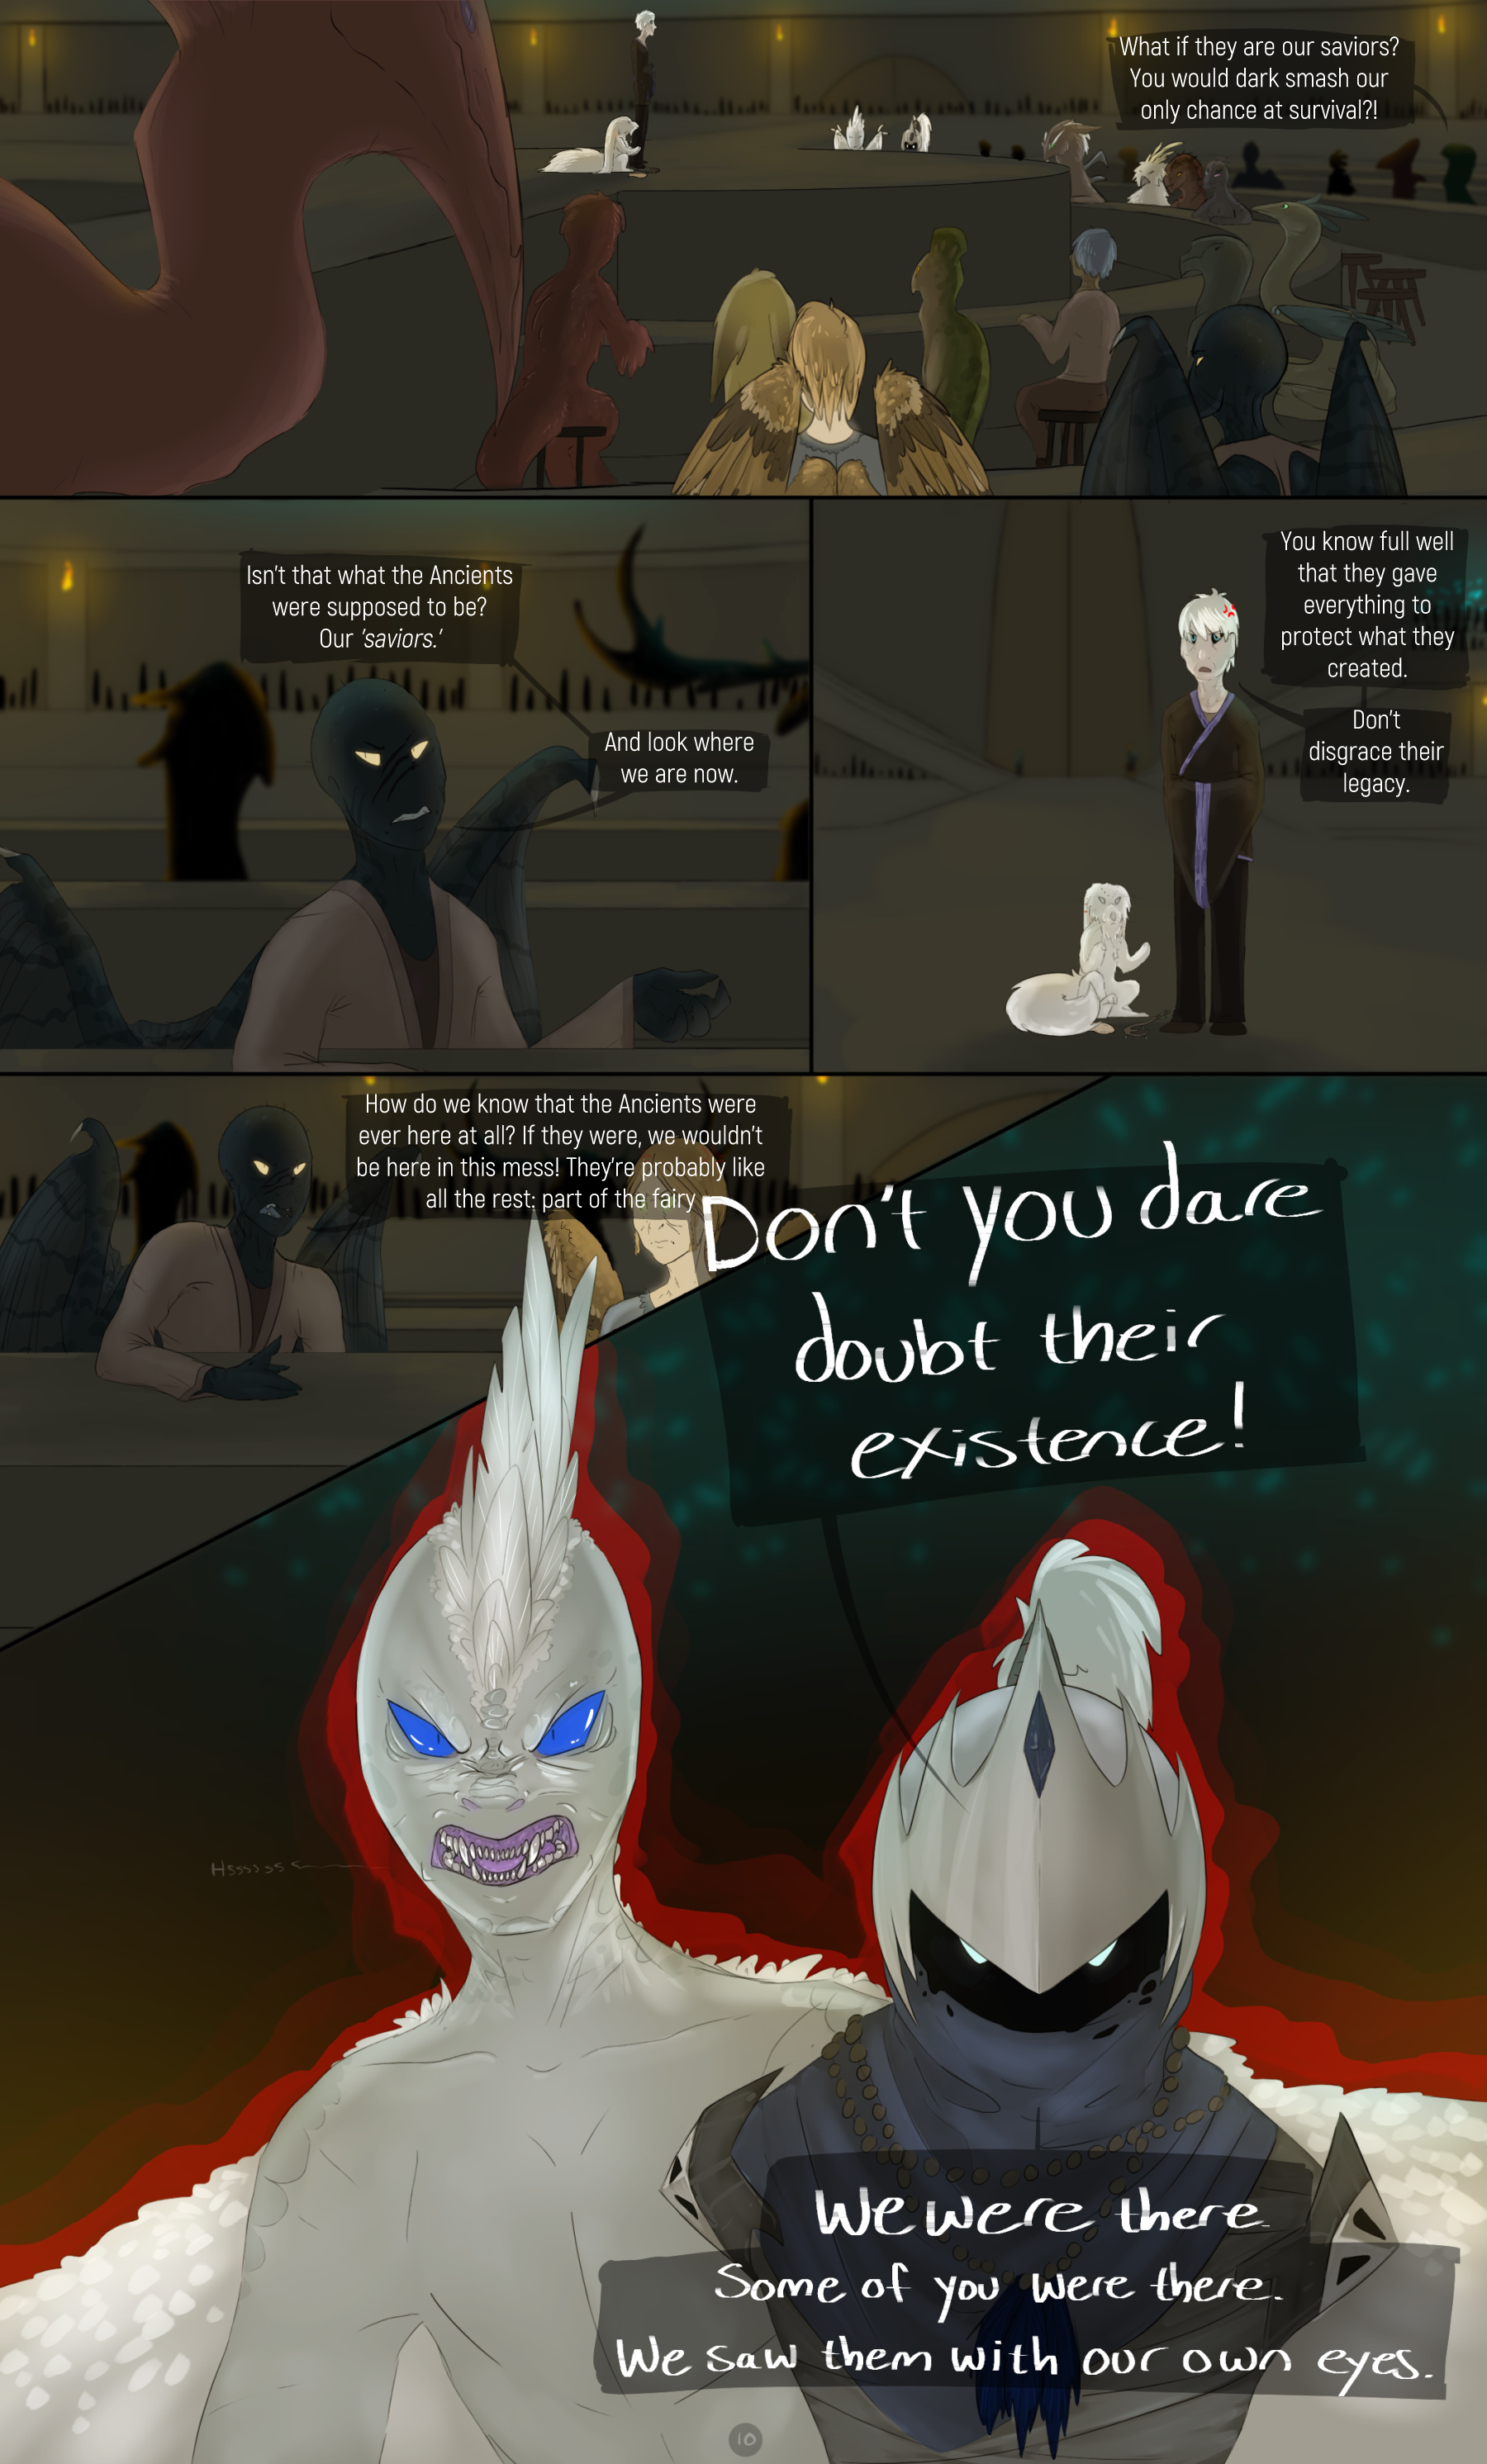 What if they are our saviors?
You would dark smash our
only chance at survival?!
Isn't that what the Ancients
were supposed to be?
Our 'saviors.'
And look where
we are now.
You know full well
that they gave
everything to
protect what they
created.
Don't
disgrace their
legacy.
How do we know that the Ancients were
ever here at all? If they were, we wouldn't
be here in this mess! They're probably like
all the rest: part of the fairy
Don't you dare
doubt their
existence!
Hsssssss
We were there.
Some of you were there.
We saw them with our own eyes.
10